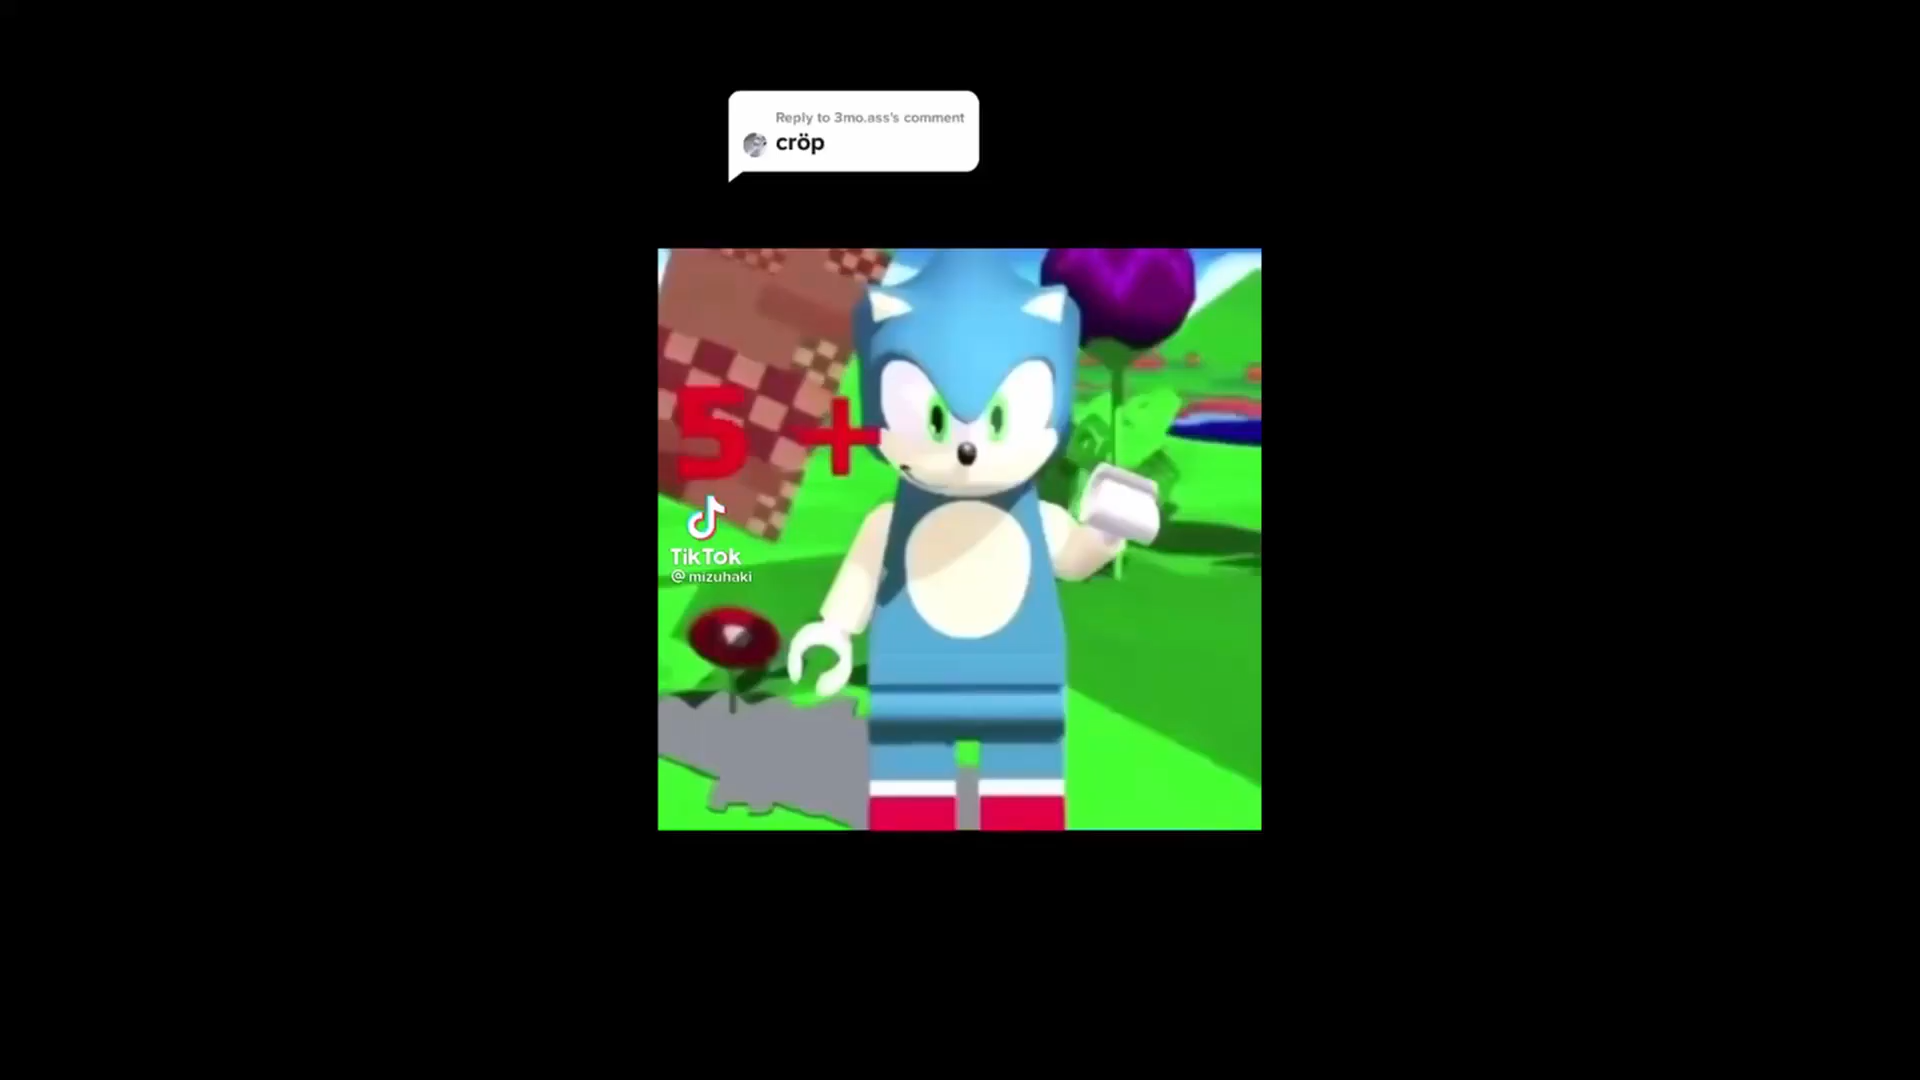 Reply to 3mo.ass's comment
cröp
5 +
TikTok
@mizuhaki